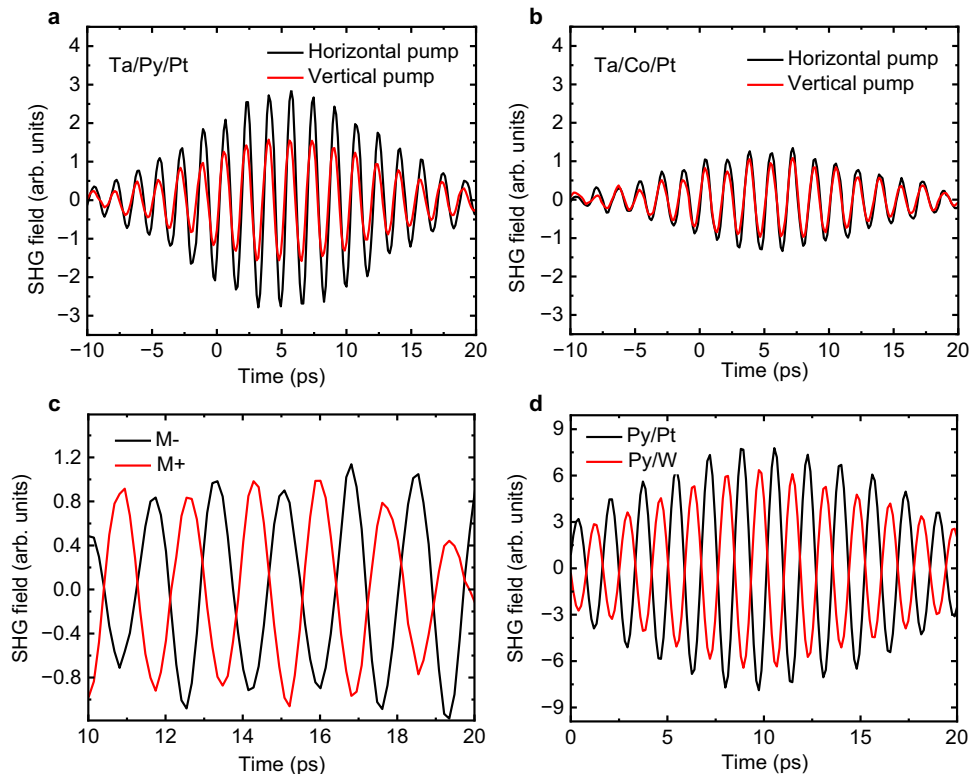 a
Ta/Py/Pt
Horizontal pump
Vertical pump
4
3
2
1
0
−1
−2
−3
SHG field (arb. units)
−10 −5 0 5 10 15 20
Time (ps)
b
Ta/Co/Pt
Horizontal pump
Vertical pump
4
3
2
1
0
−1
−2
−3
SHG field (arb. units)
−10 −5 0 5 10 15 20
Time (ps)
c
M-
M+
1.2
0.8
0.4
0.0
−0.4
−0.8
SHG field (arb. units)
10 12 14 16 18 20
Time (ps)
d
Py/Pt
Py/W
9
6
3
0
−3
−6
−9
SHG field (arb. units)
0 5 10 15 20
Time (ps)